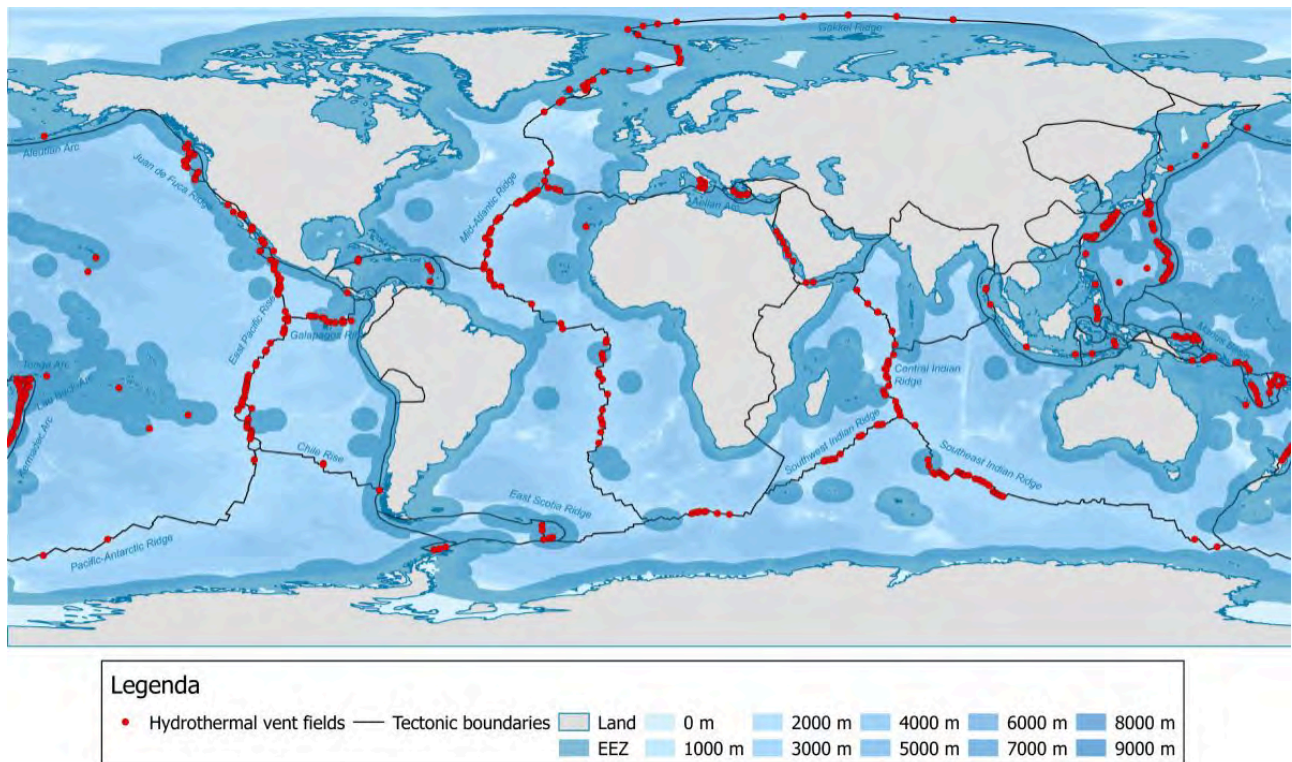 Gakkel Ridge
Aleutian Arc
Juan de Fuca Ridge
Mid-Atlantic Ridge
Aeolian Arc
East Pacific Rise
Galapagos Rift
Tonga Arc
Lau Basin Arc
Kermadec Arc
Manus Basin
Central Indian
Ridge
Chile Rise
Southwest Indian Ridge
Southeast Indian Ridge
East Scotia Ridge
Pacific-Antarctic Ridge
Legenda
Hydrothermal vent fields Tectonic boundaries Land 0 m 2000 m 4000 m 6000 m 8000 m
EEZ 1000 m 3000 m 5000 m 7000 m 9000 m